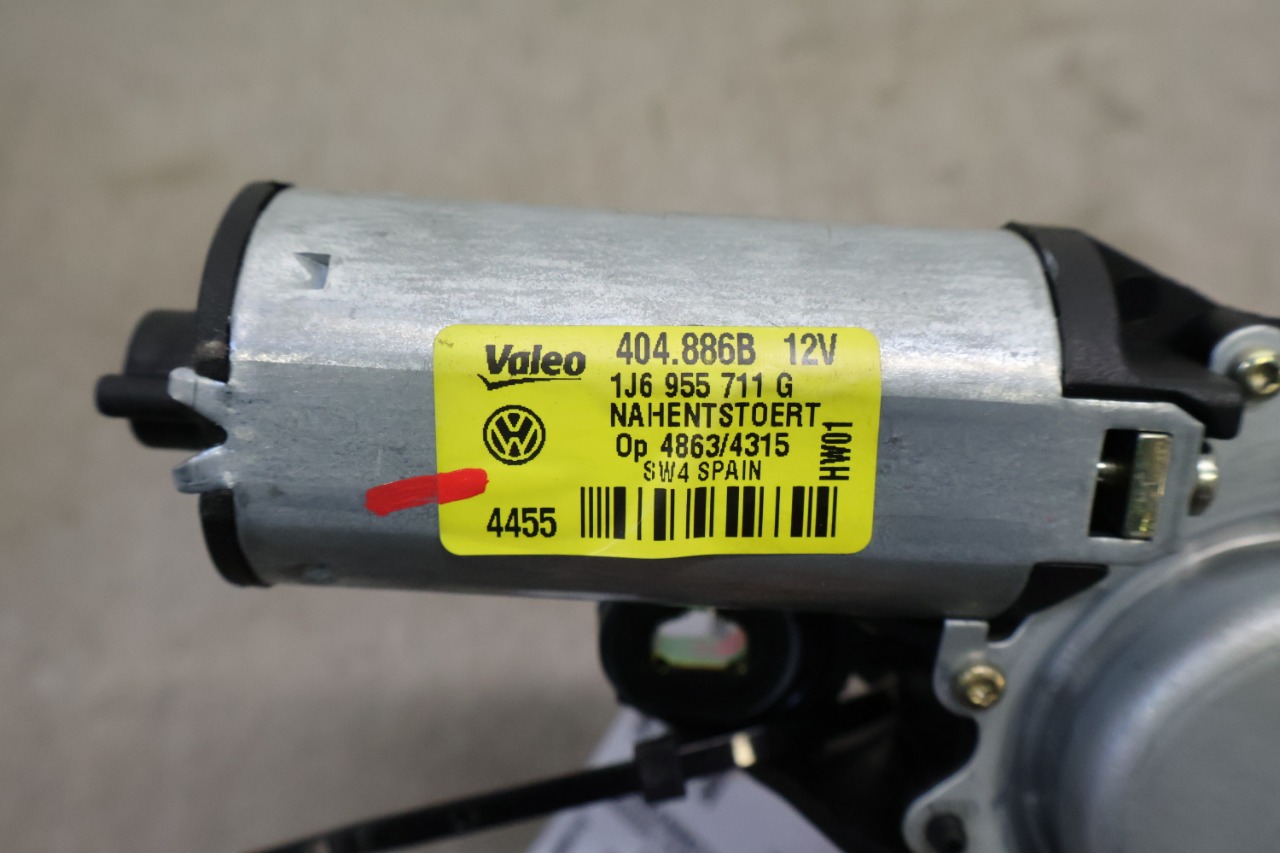 Valeo 404.886B 12V
1J6 955 711 G
NAHENTSTOERT
Op 4863/4315
SW4 SPAIN
HW01
4455